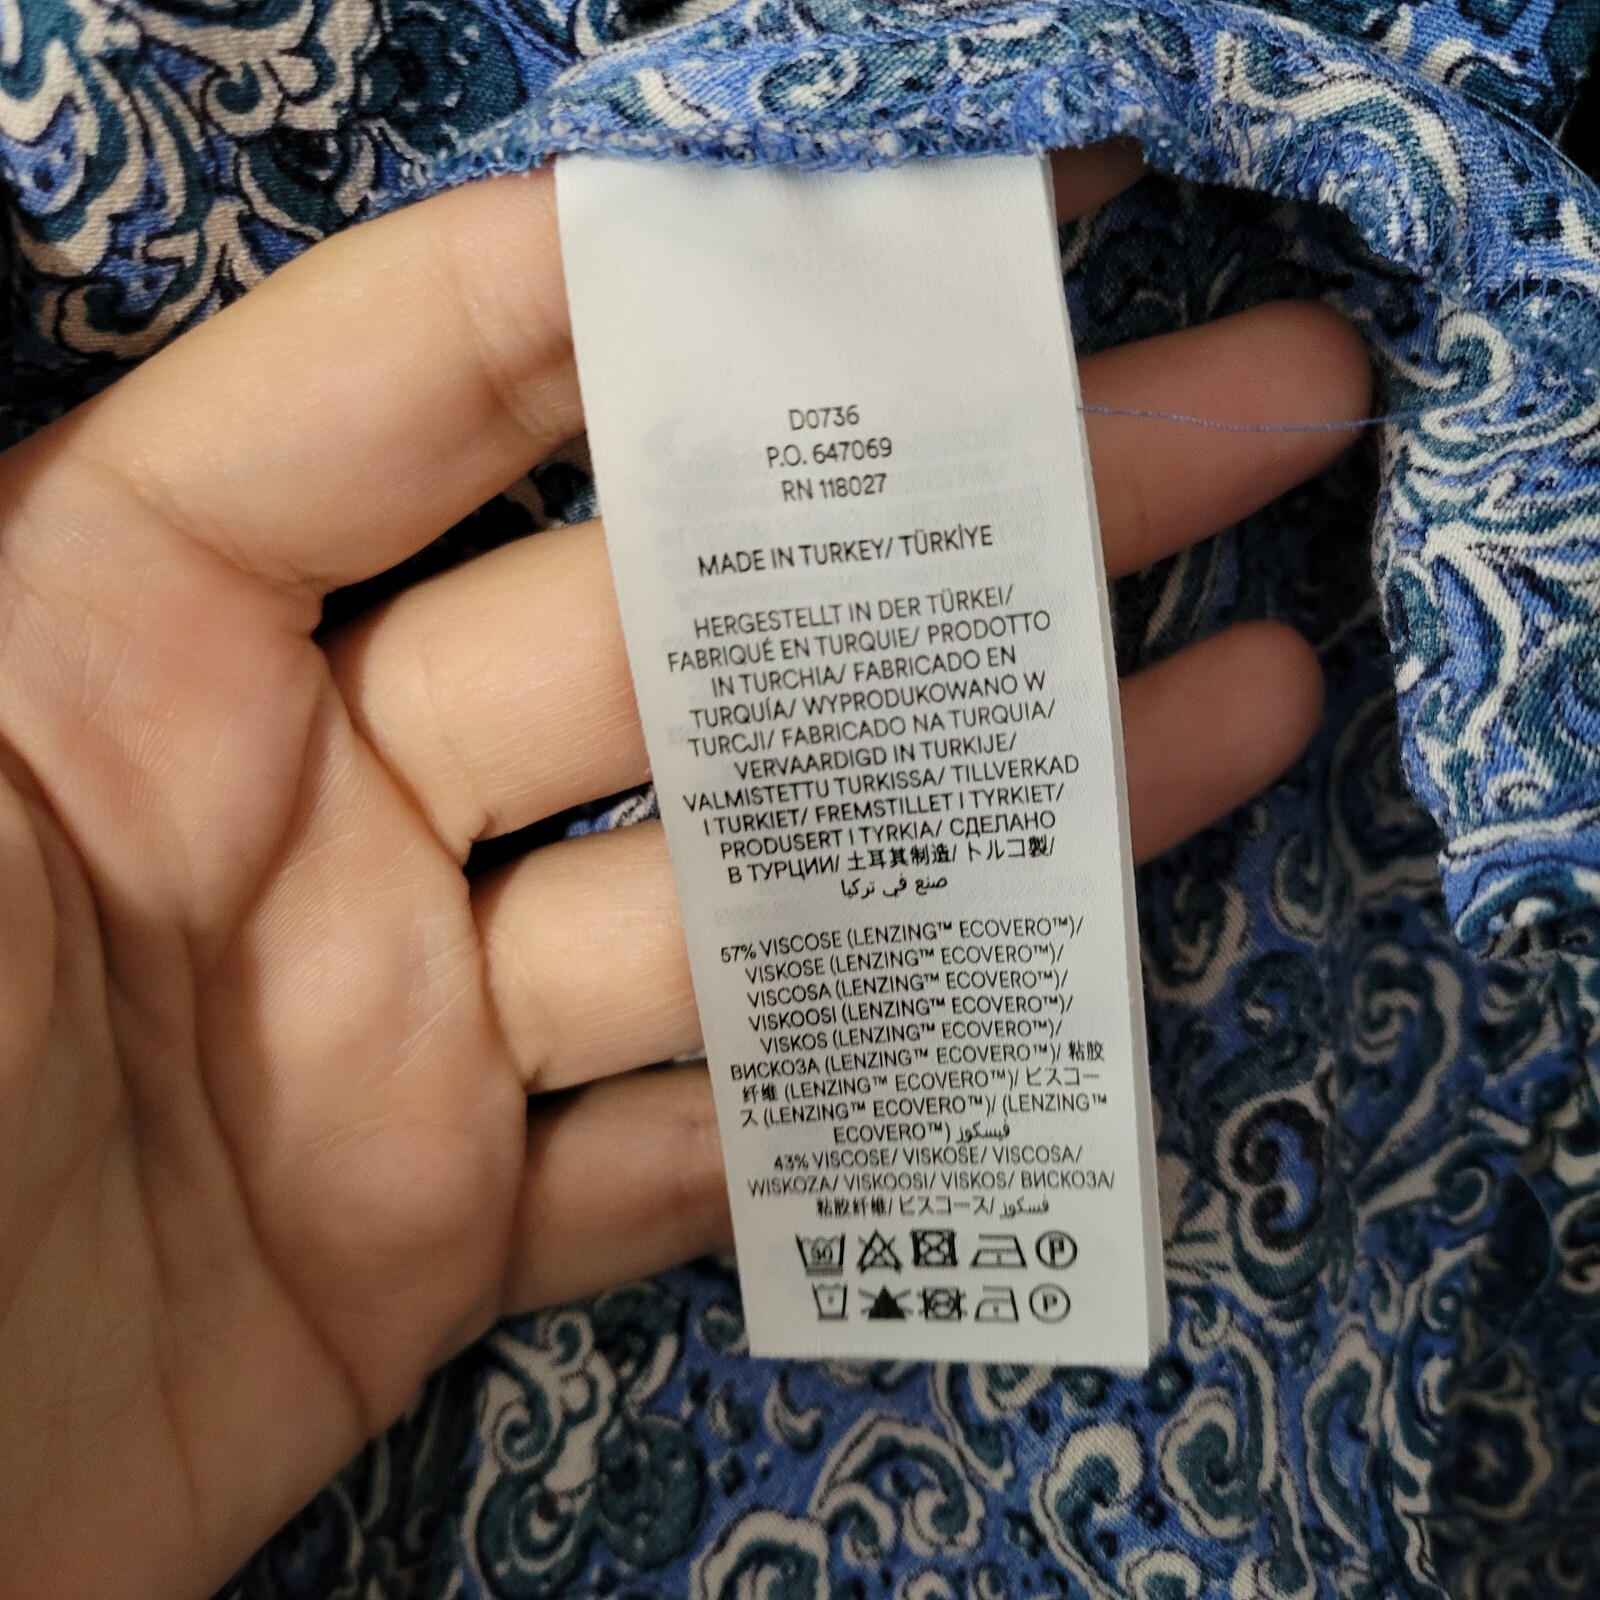 D0736
P.O. 647069
RN 118027
MADE IN TURKEY/ TÜRKİYE
HERGESTELLT IN DER TÜRKEI/
FABRIQUÉ EN TURQUIE/ PRODOTTO
IN TURCHIA/ FABRICADO EN
TURQUÍA/ WYPRODUKOWANO W
TURCJI/ FABRICADO NA TURQUIA/
VERVAARDIGD IN TURKIJE/
VALMISTETTU TURKISSA/ TILLVERKAD
I TURKIET/ FREMSTILLET I TYRKIET/
PRODUSERT I TYRKIA/ СДЕЛАНО
В ТУРЦИИ/ 土耳其制造/ トルコ製/
صنع في تركيا
57% VISCOSE (LENZING™ ECOVERO™)/
VISKOSE (LENZING™ ECOVERO™)/
VISCOSA (LENZING™ ECOVERO™)/
VISKOOSI (LENZING™ ECOVERO™)/
VISKOS (LENZING™ ECOVERO™)/
ВИСКОЗА (LENZING™ ECOVERO™)/ 粘胶
纤维 (LENZING™ ECOVERO™)/ ビスコー
ス (LENZING™ ECOVERO™)/ (LENZING™
ECOVERO™) فيسكوز
43% VISCOSE/ VISKOSE/ VISCOSA/
WISKOZA/ VISKOOSI/ VISKOS/ ВИСКОЗА/
粘胶纤维/ ビスコース/ فسكوز
30 P
P